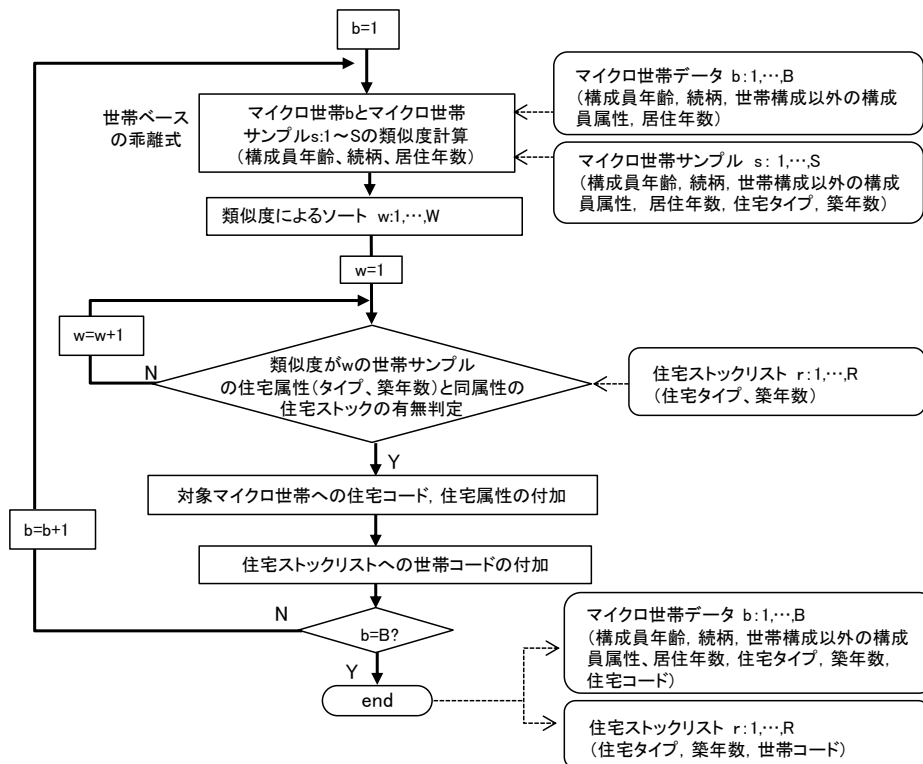 b=1
マイクロ世帯データ b:1,…,B
(構成員年齢, 続柄, 世帯構成以外の構成
員属性, 居住年数)
世帯ベース
の乖離式
マイクロ世帯bとマイクロ世帯
サンプルs:1～Sの類似度計算
(構成員年齢、続柄、居住年数)
マイクロ世帯サンプル s: 1,…,S
(構成員年齢, 続柄, 世帯構成以外の構成
員属性, 居住年数, 住宅タイプ, 築年数)
類似度によるソート w:1,…,W
w=1
w=w+1
N
類似度がwの世帯サンプル
の住宅属性(タイプ、築年数)と同属性の
住宅ストックの有無判定
住宅ストックリスト r:1,…,R
(住宅タイプ、築年数)
Y
対象マイクロ世帯への住宅コード, 住宅属性の付加
b=b+1
住宅ストックリストへの世帯コードの付加
N
b=B?
Y
end
マイクロ世帯データ b:1,…,B
(構成員年齢, 続柄, 世帯構成以外の構成
員属性、居住年数, 住宅タイプ, 築年数,
住宅コード)
住宅ストックリスト r:1,…,R
(住宅タイプ, 築年数, 世帯コード)